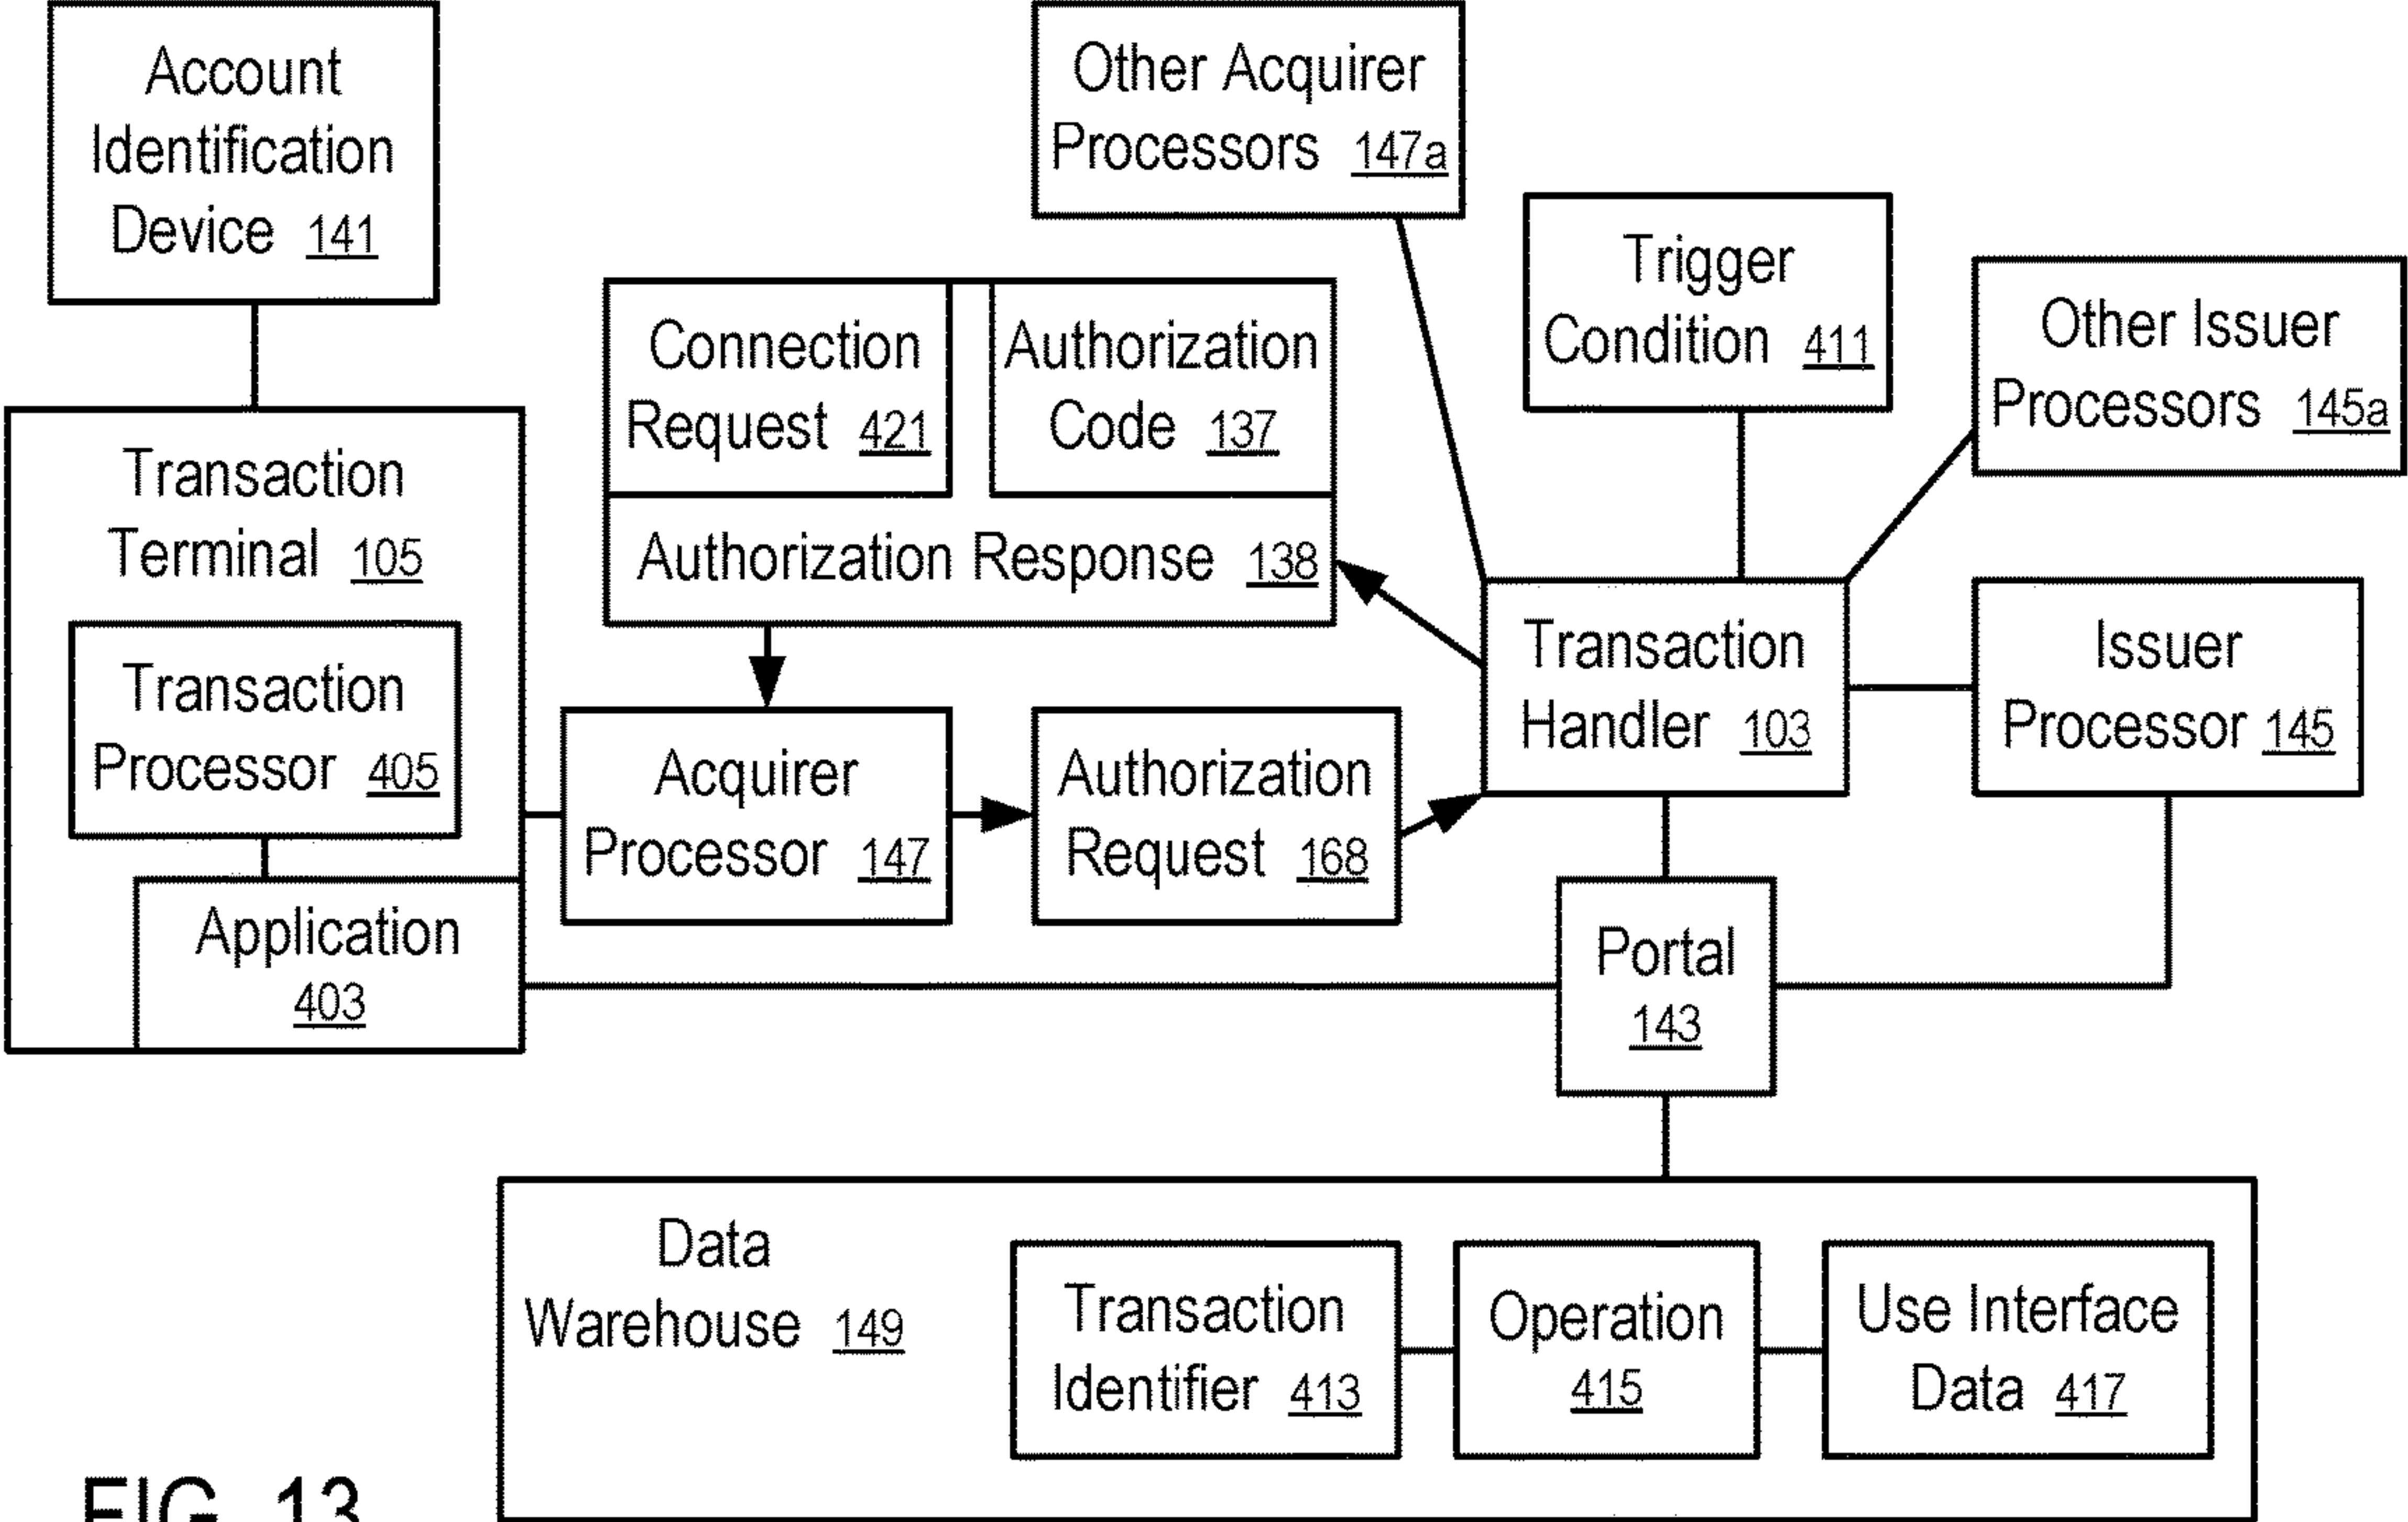 Account
Identification
Device 141
Other Acquirer
Processors 147a
Trigger
Condition 411
Other Issuer
Processors 145a
Connection
Request 421
Authorization
Code 137
Authorization Response 138
Transaction
Terminal 105
Transaction
Processor 405
Application
403
Acquirer
Processor 147
Authorization
Request 168
Transaction
Handler 103
Issuer
Processor 145
Portal
143
Data
Warehouse 149
Transaction
Identifier 413
Operation
415
Use Interface
Data 417
FIG. 13